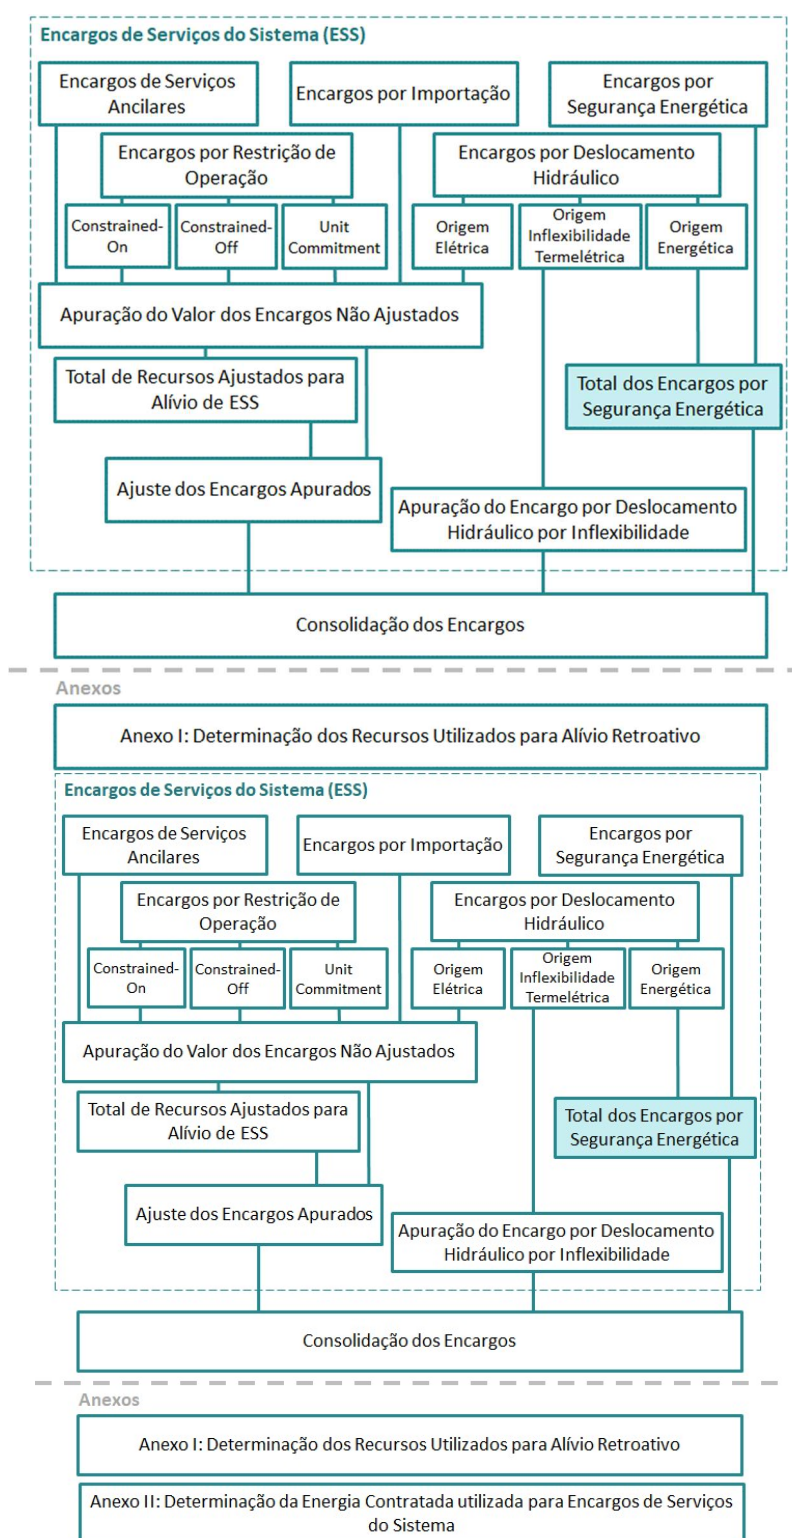 Encargos de Serviços do Sistema (ESS)
Encargos de Serviços
Ancilares
Encargos por Importação
Encargos por
Segurança Energética
Encargos por Restrição de
Operação
Encargos por Deslocamento
Hidráulico
Constrained-
On
Constrained-
Off
Unit
Commitment
Origem
Elétrica
Origem
Inflexibilidade
Termelétrica
Origem
Energética
Apuração do Valor dos Encargos Não Ajustados
Total de Recursos Ajustados para
Alívio de ESS
Total dos Encargos por
Segurança Energética
Ajuste dos Encargos Apurados
Apuração do Encargo por Deslocamento
Hidráulico por Inflexibilidade
Consolidação dos Encargos
Anexos
Anexo I: Determinação dos Recursos Utilizados para Alívio Retroativo
Encargos de Serviços do Sistema (ESS)
Encargos de Serviços
Ancilares
Encargos por Importação
Encargos por
Segurança Energética
Encargos por Restrição de
Operação
Encargos por Deslocamento
Hidráulico
Constrained-
On
Constrained-
Off
Unit
Commitment
Origem
Elétrica
Origem
Inflexibilidade
Termelétrica
Origem
Energética
Apuração do Valor dos Encargos Não Ajustados
Total de Recursos Ajustados para
Alívio de ESS
Total dos Encargos por
Segurança Energética
Ajuste dos Encargos Apurados
Apuração do Encargo por Deslocamento
Hidráulico por Inflexibilidade
Consolidação dos Encargos
Anexos
Anexo I: Determinação dos Recursos Utilizados para Alívio Retroativo
Anexo II: Determinação da Energia Contratada utilizada para Encargos de Serviços
do Sistema